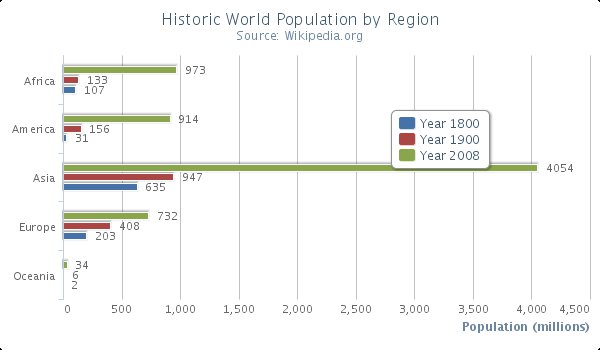 Historic World Population by Region
Source: Wikipedia.org
Africa
973
133
107
America
914
156
31
Year 1800
Year 1900
Year 2008
Asia
4054
947
635
Europe
732
408
203
Oceania
34
6
2
0 500 1,000 1,500 2,000 2,500 3,000 3,500 4,000 4,500
Population (millions)